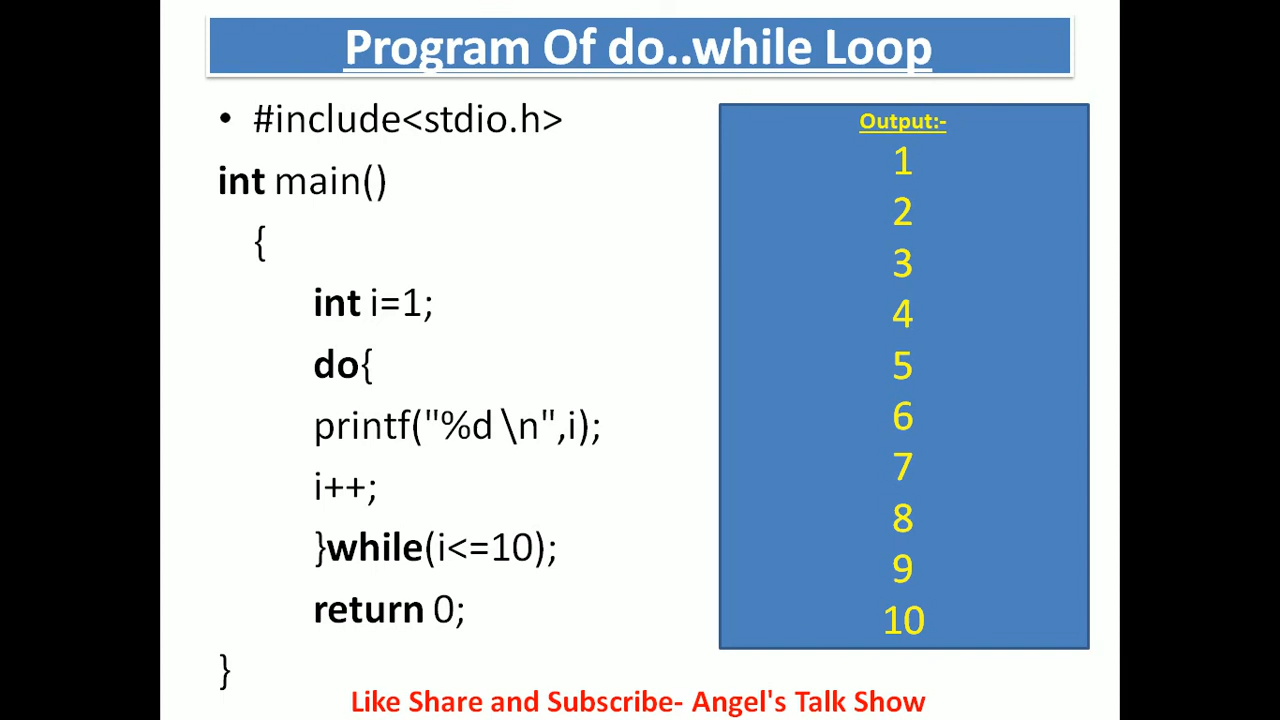 Program Of do..while Loop
• #include<stdio.h>
int main()
{
int i=1;
do{
printf("%d \n",i);
i++;
}while(i<=10);
return 0;
}
Output:-
1
2
3
4
5
6
7
8
9
10
Like Share and Subscribe- Angel's Talk Show